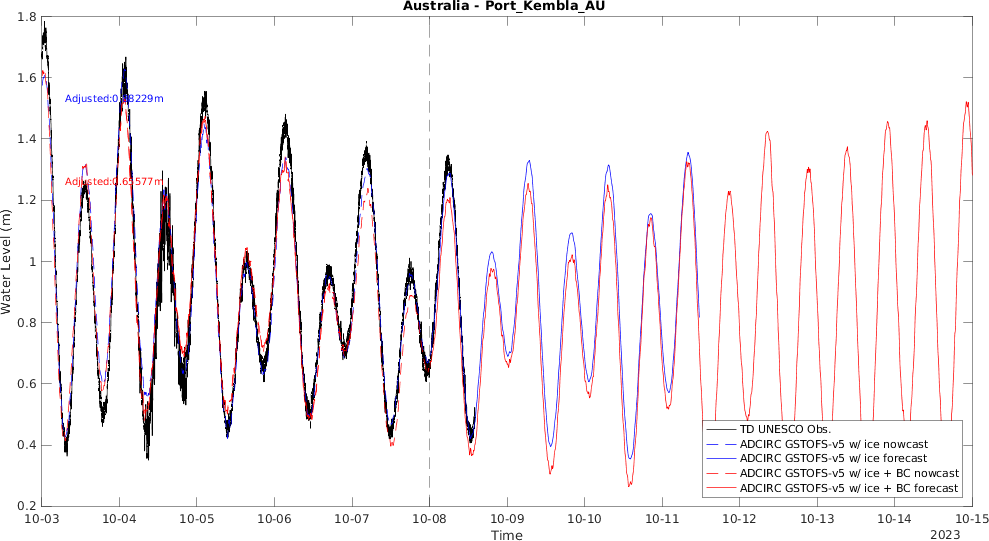 Australia - Port_Kembla_AU
1.8
1.6
1.4
1.2
1
0.8
0.6
0.4
0.2
Water Level (m)
Adjusted:0.68229m
Adjusted:0.65577m
TD UNESCO Obs.
ADCIRC GSTOFS-v5 w/ ice nowcast
ADCIRC GSTOFS-v5 w/ ice forecast
ADCIRC GSTOFS-v5 w/ ice + BC nowcast
ADCIRC GSTOFS-v5 w/ ice + BC forecast
10-03 10-04 10-05 10-06 10-07 10-08 10-09 10-10 10-11 10-12 10-13 10-14 10-15
Time
2023